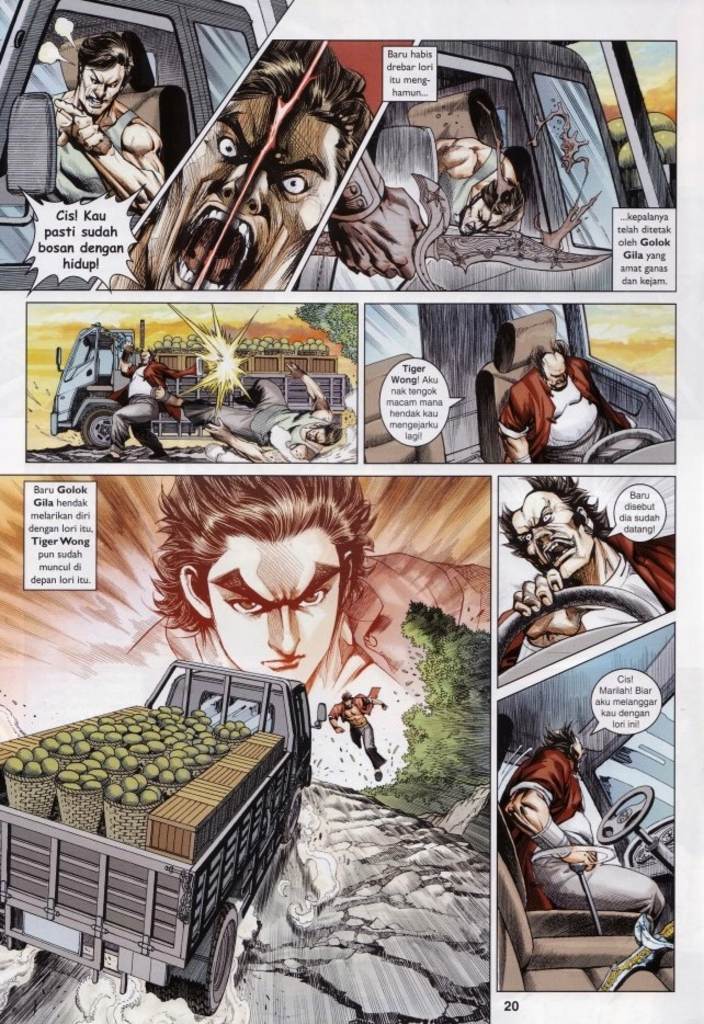 Cis! Kau
pasti sudah
bosan dengan
hidup!
Baru habis
drebar lori
itu meng-
hamun...
...kepalanya
telah ditetak
oleh Golok
Gila yang
amat ganas
dan kejam.
Tiger
Wong! Aku
nak tengok
macam mana
hendak kau
mengejarku
lagi!
Baru Golok
Gila hendak
melarikan diri
dengan lori itu,
Tiger Wong
pun sudah
muncul di
depan lori itu.
Baru
disebut
dia sudah
datang!
Cis!
Marilah! Biar
aku melanggar
kau dengan
lori ini!
20